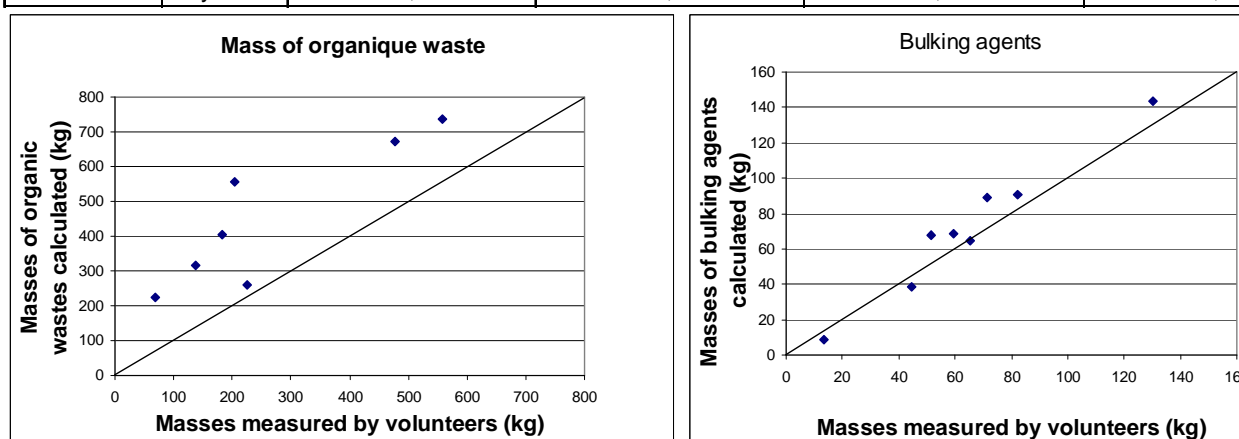 Mass of organique waste
Masses of organic
wastes calculated (kg)
800
700
600
500
400
300
200
100
0
0 100 200 300 400 500 600 700 800
Masses measured by volunteers (kg)
Bulking agents
Masses of bulking agents
calculated (kg)
160
140
120
100
80
60
40
20
0
0 20 40 60 80 100 120 140 160
Masses measured by volunteers (kg)